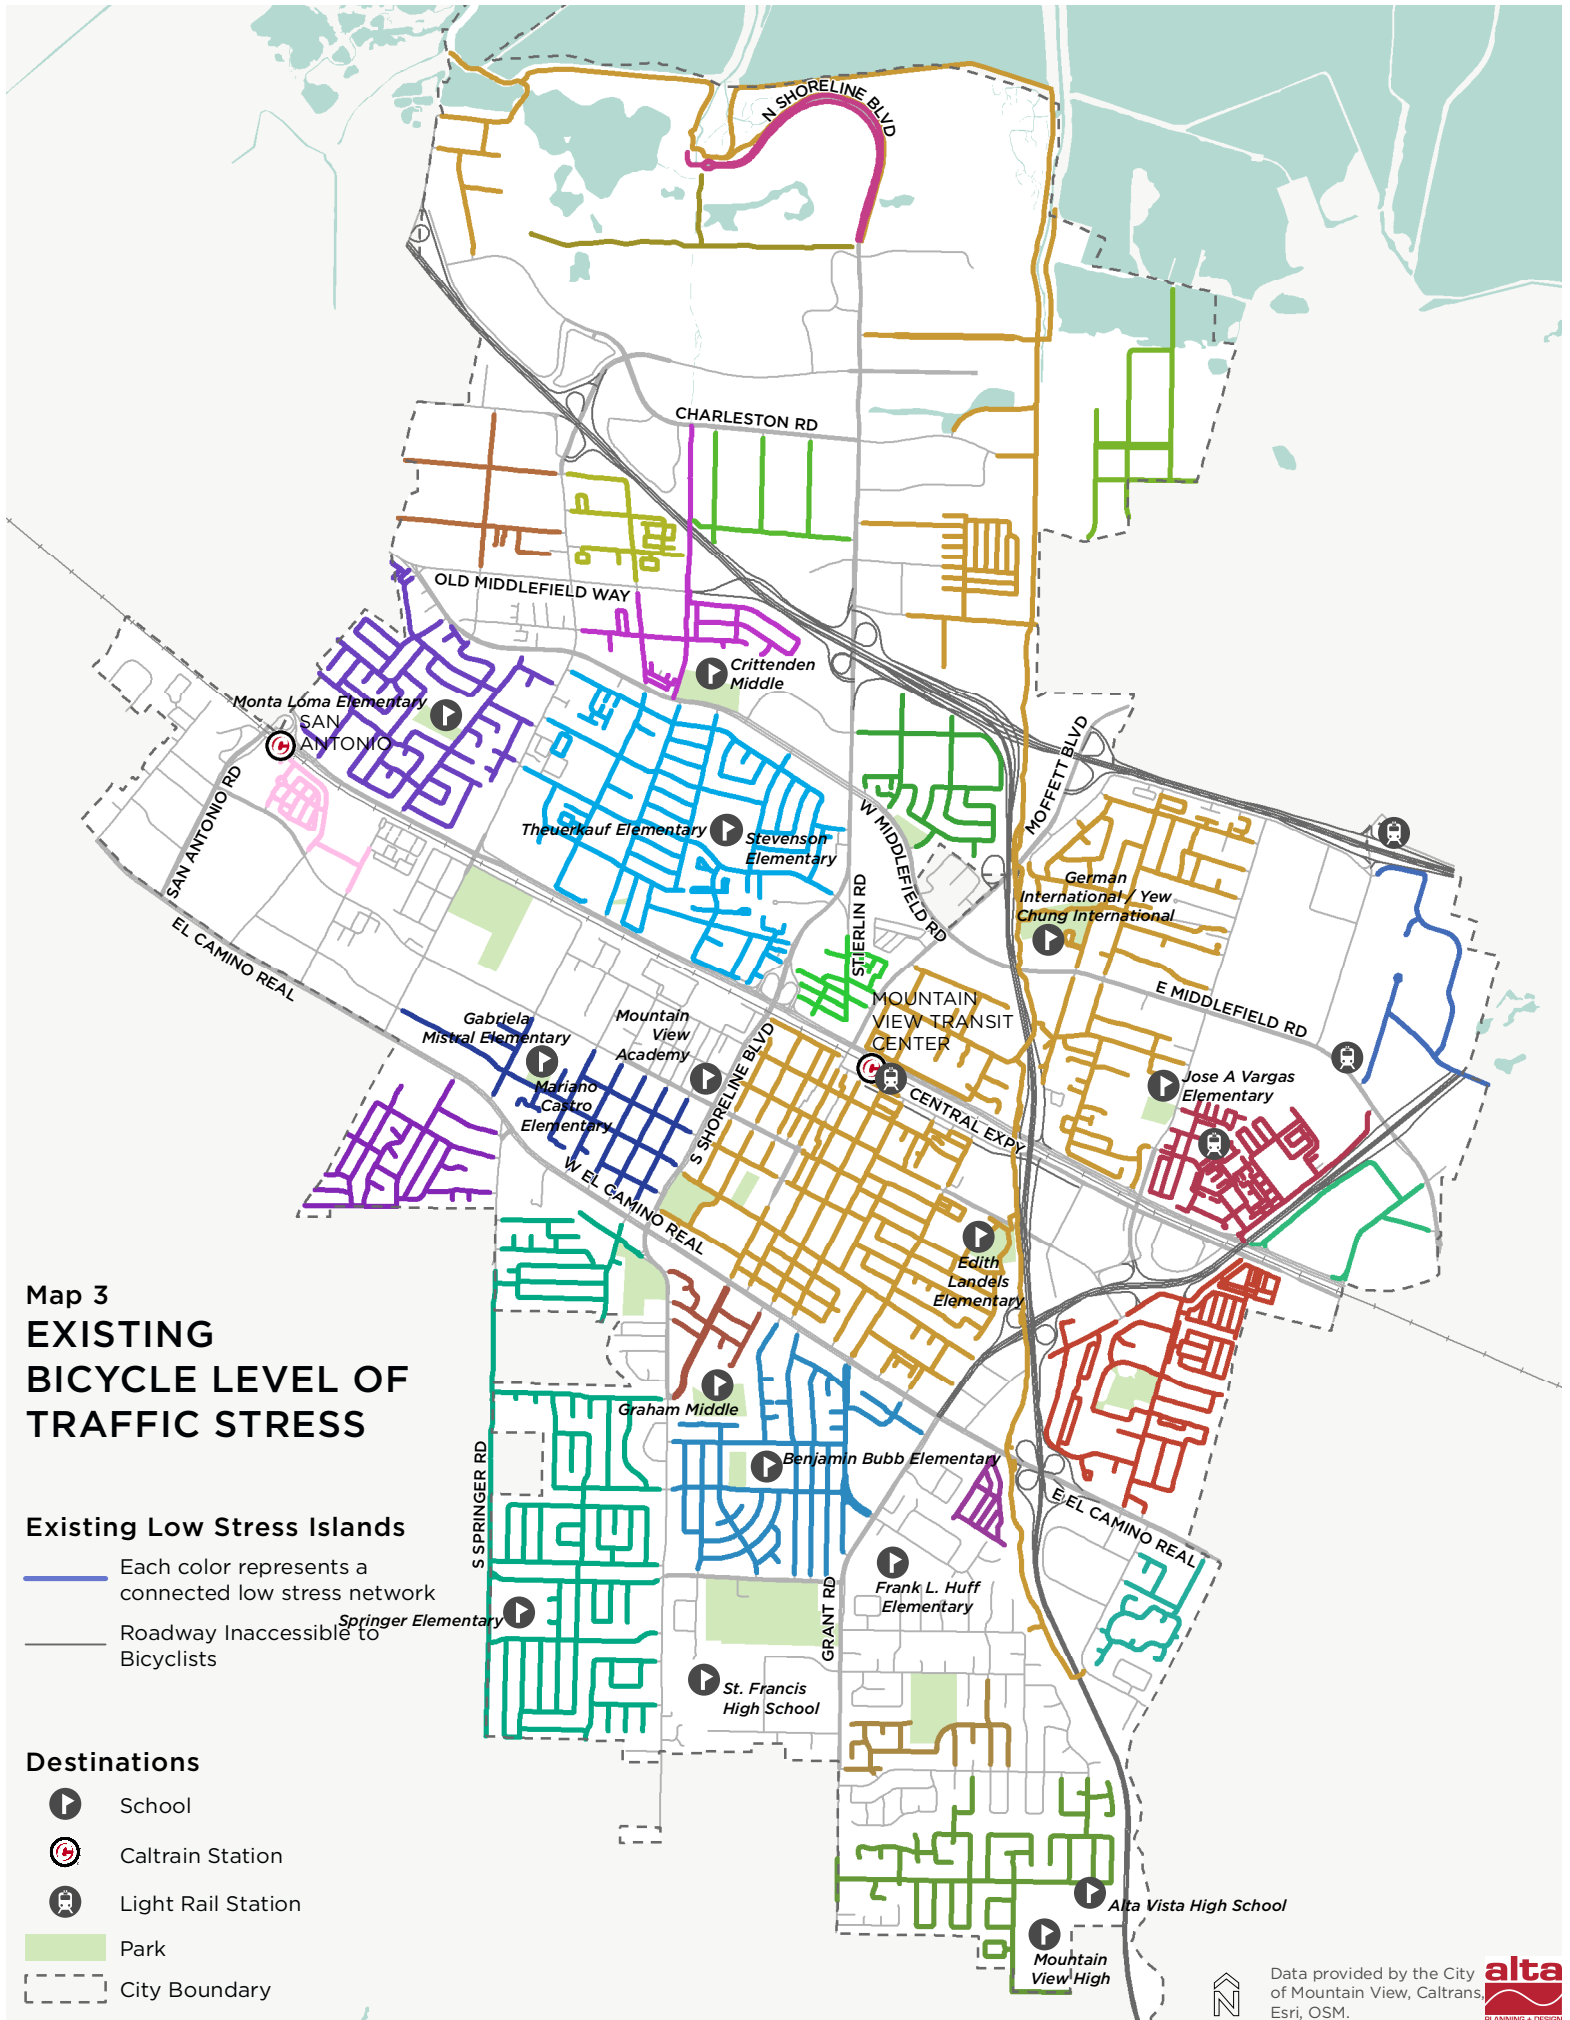 N SHORELINE BLVD
CHARLESTON RD
OLD MIDDLEFIELD WAY
Crittenden
Middle
Monta Loma Elementary
SAN
ANTONIO
MOFFETT BLVD
SAN ANTONIO RD
Theuerkauf Elementary
Stevenson
Elementary
W MIDDLEFIELD RD
German
International / Yew
Chung International
STIERLIN RD
EL CAMINO REAL
MOUNTAIN
VIEW TRANSIT
CENTER
E MIDDLEFIELD RD
Gabriela
Mistral Elementary
Mountain
View
Academy
Mariano
Castro
Elementary
S SHORELINE BLVD
CENTRAL EXPY
Jose A Vargas
Elementary
W EL CAMINO REAL
Edith
Landels
Elementary
Map 3
EXISTING
BICYCLE LEVEL OF
TRAFFIC STRESS
Graham Middle
Benjamin Bubb Elementary
S SPRINGER RD
E EL CAMINO REAL
Existing Low Stress Islands
Each color represents a
connected low stress network
Roadway Inaccessible to
Bicyclists
Springer Elementary
GRANT RD
Frank L. Huff
Elementary
St. Francis
High School
Destinations
School
Caltrain Station
Light Rail Station
Park
City Boundary
Alta Vista High School
Mountain
View High
N
Data provided by the City
of Mountain View, Caltrans,
Esri, OSM.
alta
PLANNING + DESIGN